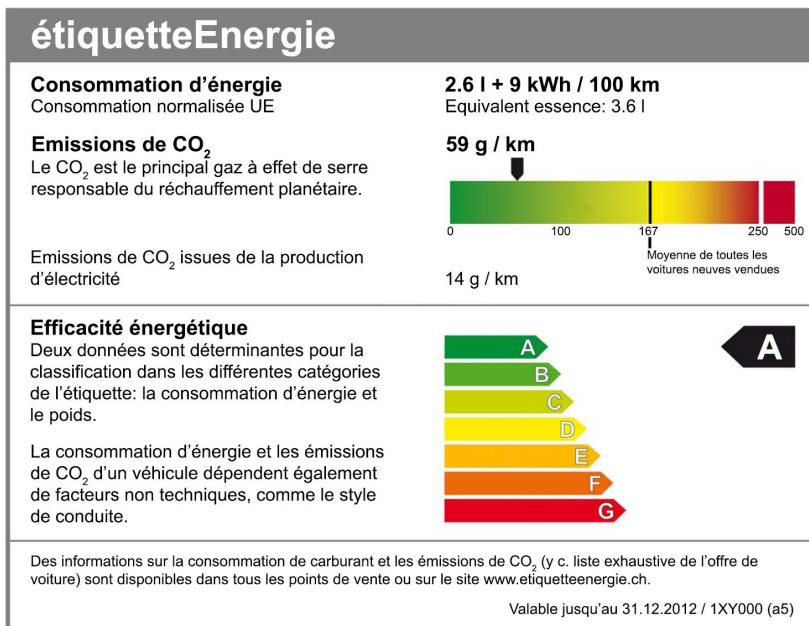 étiquetteEnergie
Consommation d'énergie
2.6 l + 9 kWh / 100 km
Consommation normalisée UE
Equivalent essence: 3.6 l
Emissions de CO₂
59 g / km
Le CO₂ est le principal gaz à effet de serre
responsable du réchauffement planétaire.
0 100 167 250 500
Moyenne de toutes les
voitures neuves vendues
Emissions de CO₂ issues de la production
d'électricité
14 g / km
Efficacité énergétique
Deux données sont déterminantes pour la
classification dans les différentes catégories
de l'étiquette: la consommation d'énergie et
le poids.
La consommation d'énergie et les émissions
de CO₂ d'un véhicule dépendent également
de facteurs non techniques, comme le style
de conduite.
A
B
C
D
E
F
G
A
Des informations sur la consommation de carburant et les émissions de CO₂ (y c. liste exhaustive de l'offre de
voiture) sont disponibles dans tous les points de vente ou sur le site www.etiquetteenergie.ch.
Valable jusqu'au 31.12.2012 / 1XY000 (a5)